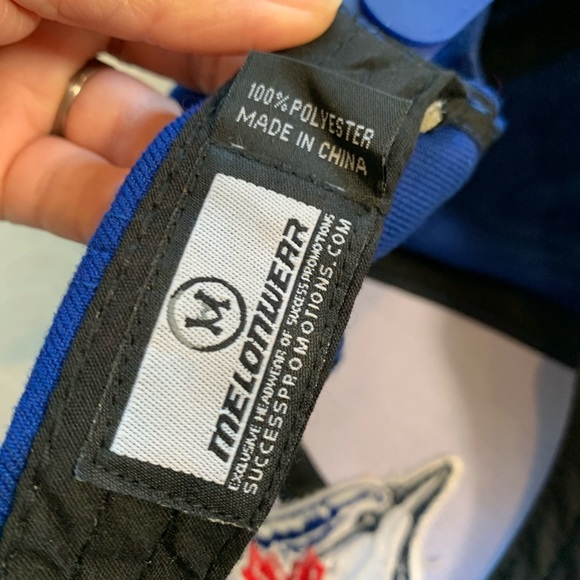 100% POLYESTER
MADE IN CHINA
M
MELONWEAR
EXCLUSIVE HEADWEAR OF SUCCESS PROMOTIONS
SUCCESSPROMOTIONS.COM